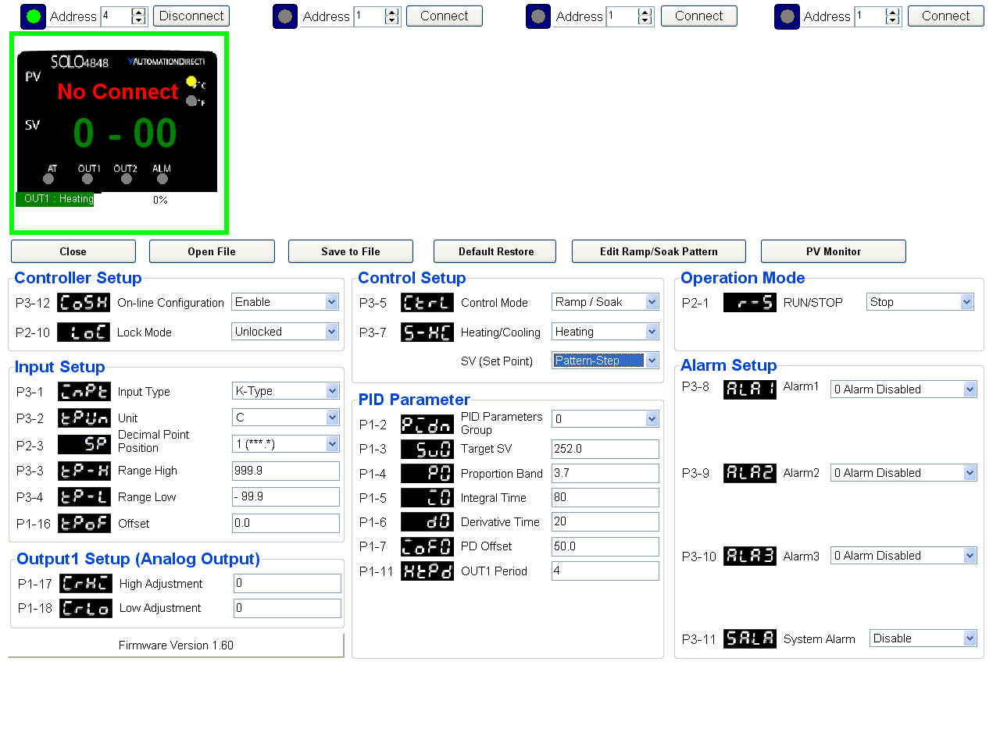 Address 4 Disconnect Address 1 Connect Address 1 Connect Address 1 Connect
SOLO4848 AUTOMATIONDIRECT
PV No Connect °C
°F
SV 0 - 00
AT OUT1 OUT2 ALM
OUT1 : Heating 0%
Close Open File Save to File Default Restore Edit Ramp/Soak Pattern PV Monitor
Controller Setup
P3-12 CoSH On-line Configuration Enable
P2-10 LoC Lock Mode Unlocked
Input Setup
P3-1 inPt Input Type K-Type
P3-2 tPUn Unit C
P2-3 SP Decimal Point
Position 1 (***.*)
P3-3 tP-H Range High 999.9
P3-4 tP-L Range Low - 99.9
P1-16 tPoF Offset 0.0
Output1 Setup (Analog Output)
P1-17 CrHi High Adjustment 0
P1-18 CrLo Low Adjustment 0
Firmware Version 1.60
Control Setup
P3-5 CtrL Control Mode Ramp / Soak
P3-7 S-HC Heating/Cooling Heating
SV (Set Point) Pattern-Step
PID Parameter
P1-2 Pidn PID Parameters
Group 0
P1-3 Sv0 Target SV 252.0
P1-4 P0 Proportion Band 3.7
P1-5 i0 Integral Time 80
P1-6 d0 Derivative Time 20
P1-7 ioF0 PD Offset 50.0
P1-11 HtPd OUT1 Period 4
Operation Mode
P2-1 r-S RUN/STOP Stop
Alarm Setup
P3-8 ALA1 Alarm1 0 Alarm Disabled
P3-9 ALA2 Alarm2 0 Alarm Disabled
P3-10 ALA3 Alarm3 0 Alarm Disabled
P3-11 SALA System Alarm Disable